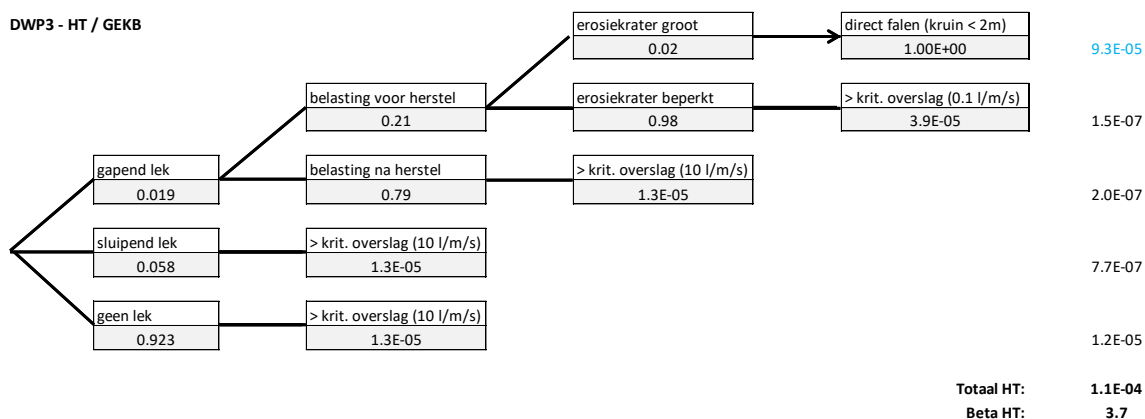 DWP3 - HT / GEKB
erosiekrater groot
0.02
direct falen (kruin < 2m)
1.00E+00
9.3E-05
belasting voor herstel
0.21
erosiekrater beperkt
0.98
> krit. overslag (0.1 l/m/s)
3.9E-05
1.5E-07
gapend lek
0.019
belasting na herstel
0.79
> krit. overslag (10 l/m/s)
1.3E-05
2.0E-07
sluipend lek
0.058
> krit. overslag (10 l/m/s)
1.3E-05
7.7E-07
geen lek
0.923
> krit. overslag (10 l/m/s)
1.3E-05
1.2E-05
Totaal HT: 1.1E-04
Beta HT: 3.7